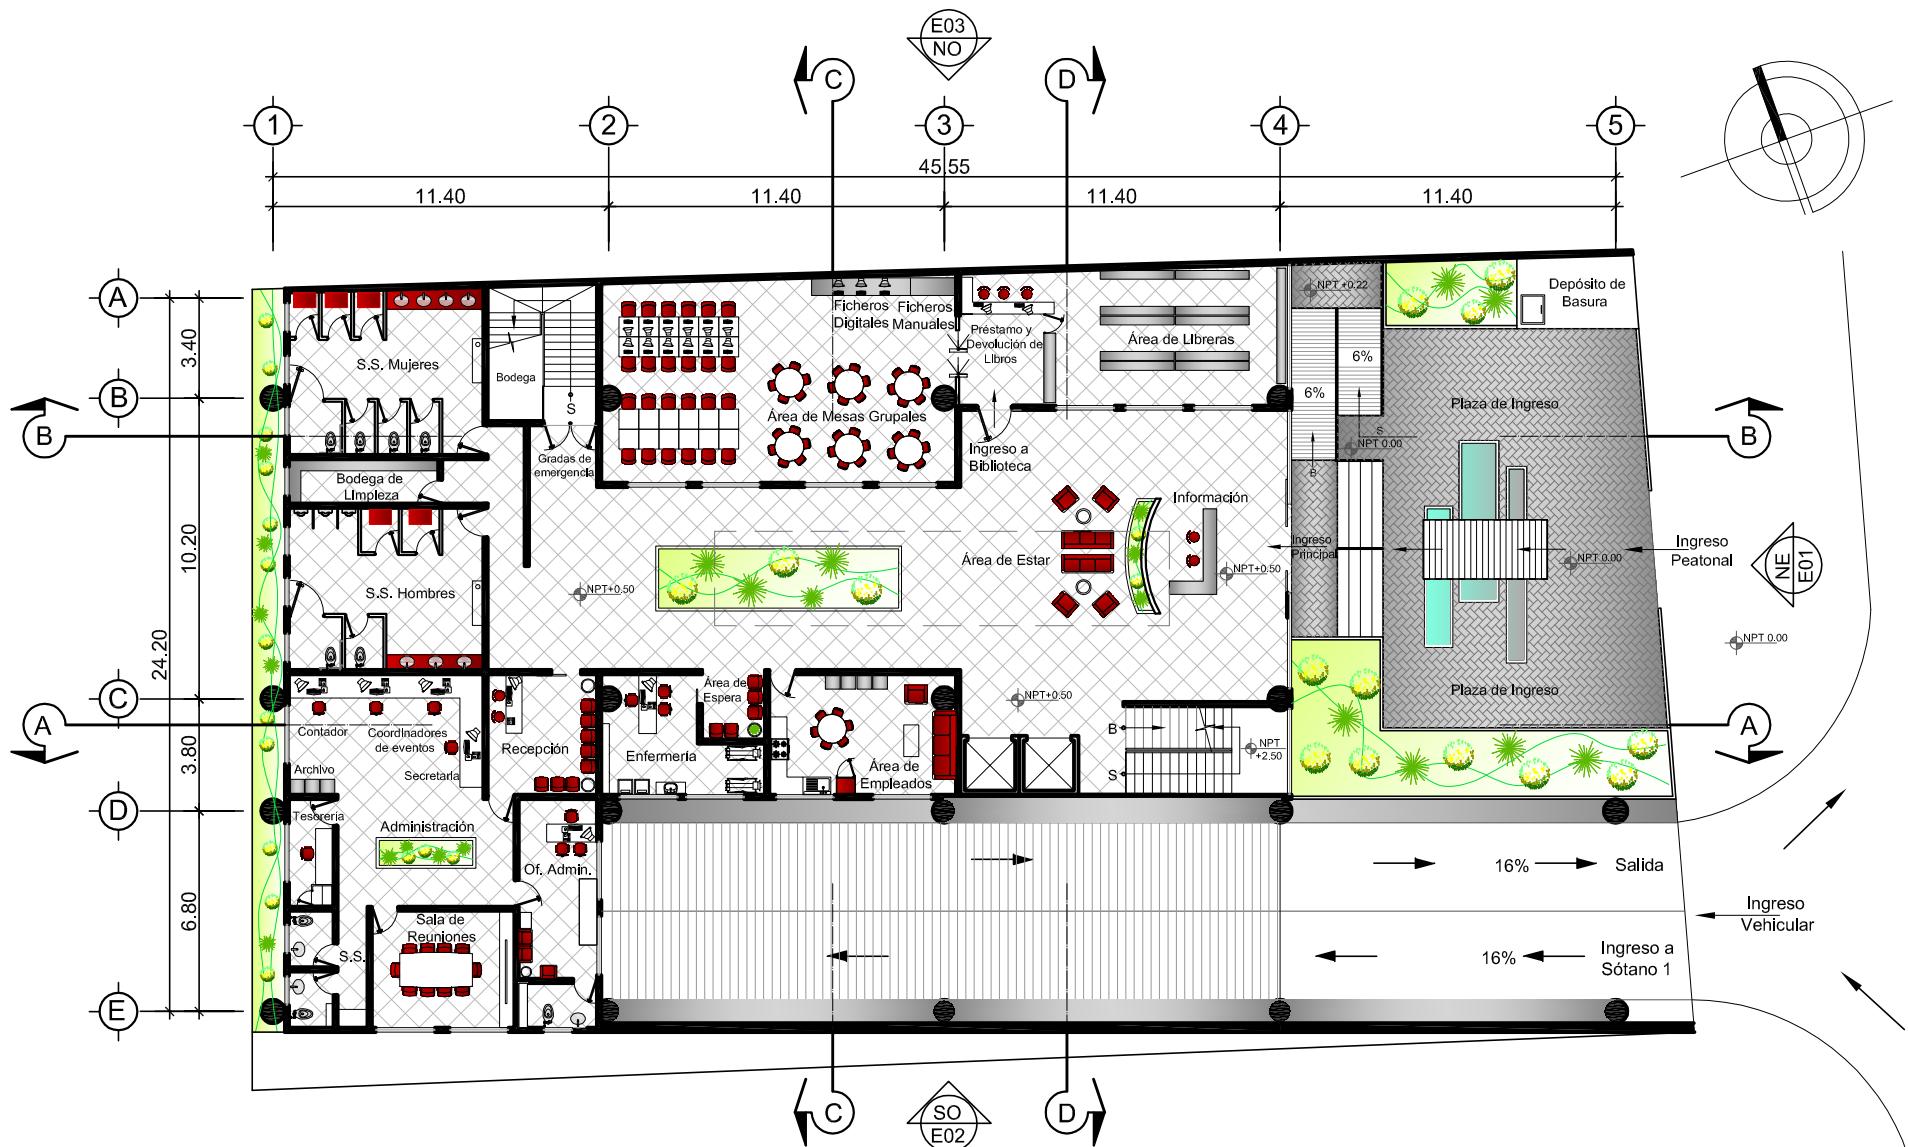 E03
NO
C
D
1
2
3
4
5
45.55
11.40
11.40
11.40
11.40
A
B
B
C
A
D
E
3.40
10.20
24.20
3.80
6.80
S.S. Mujeres
Bodega
S
Gradas de
emergencia
Bodega de
LImpleza
S.S. Hombres
Ficheros
Digitales
Ficheros
Manuales
Área de Mesas Grupales
Préstamo y
Devolución de
LIbros
Área de LIbreras
Ingreso a
Biblioteca
Información
Área de Estar
NPT+0.50
NPT+0.50
NPT+0.50
Ingreso
Principal
NPT +0.22
6%
6%
B
S
NPT 0.00
Depósito de
Basura
Plaza de Ingreso
B
NPT 0.00
Ingreso
Peatonal
NE
E01
NPT 0.00
Plaza de Ingreso
A
Contador
Coordinadores
de eventos
Secretarla
ArchIvo
Tesorería
Administración
Recepción
Enfermería
Área de
Espera
Área de
Empleados
B
S
NPT
+2.50
Of. Admin.
Sala de
Reuniones
S.S.
16%
Salida
16%
Ingreso a
Sótano 1
Ingreso
Vehicular
C
SO
E02
D